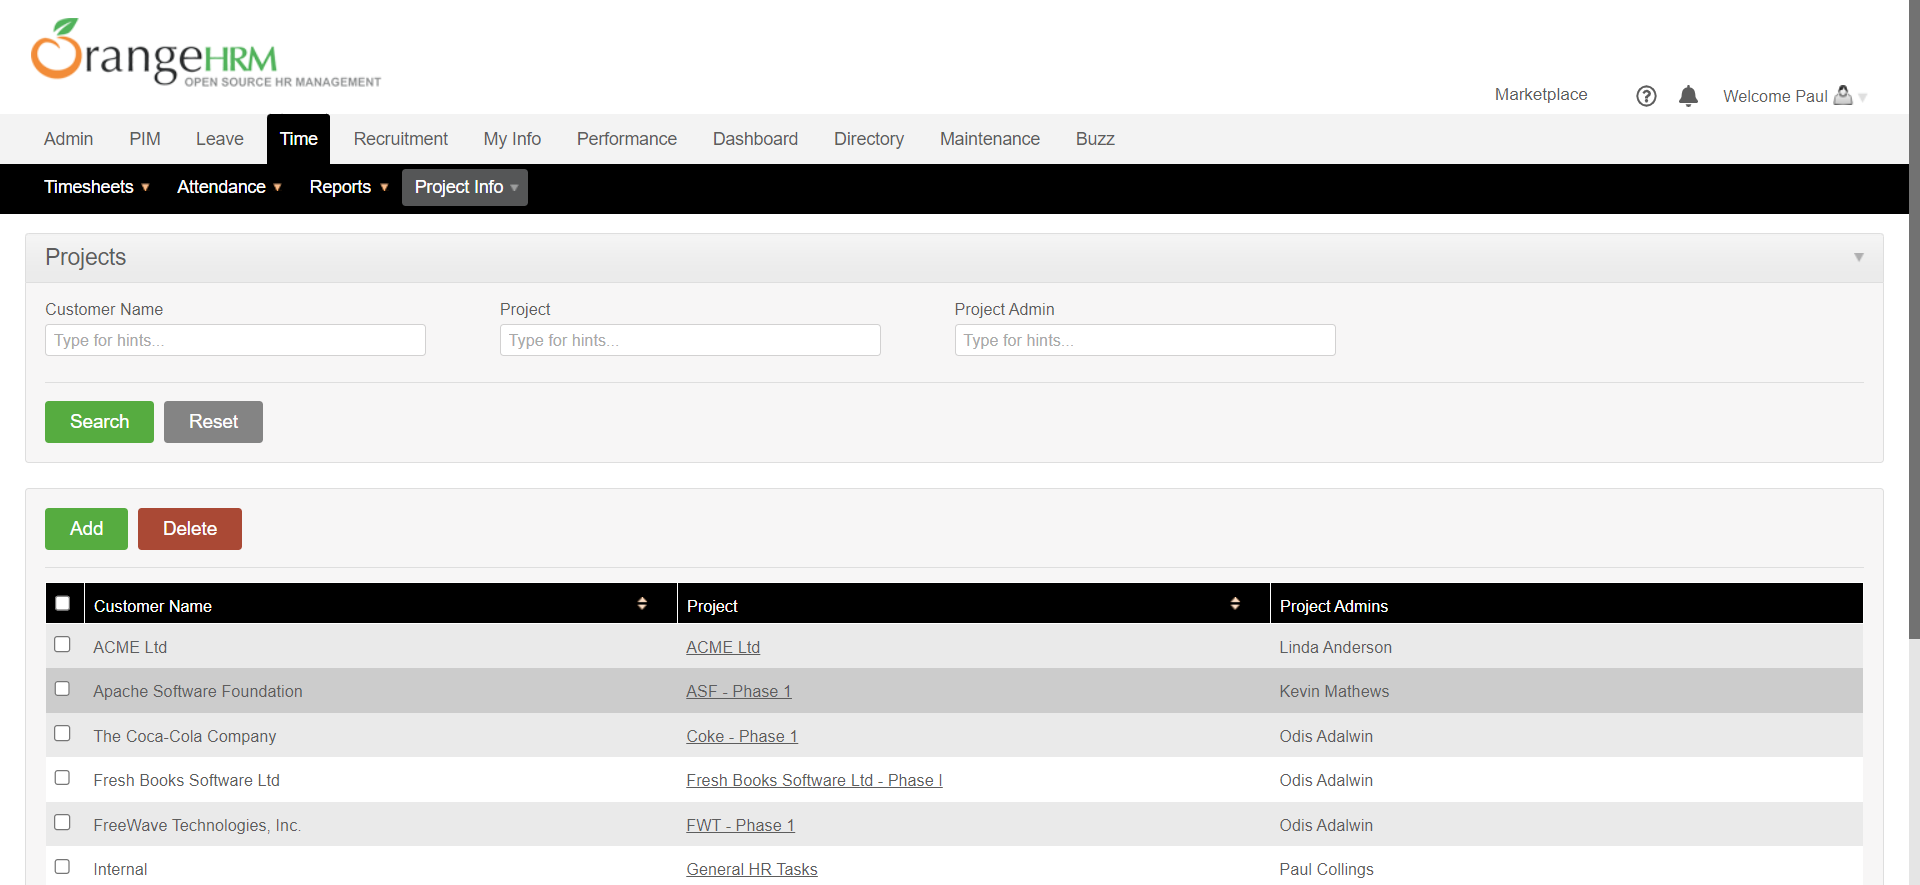 OrangeHRM
OPEN SOURCE HR MANAGEMENT
Marketplace
Welcome Paul
Admin PIM Leave Time Recruitment My Info Performance Dashboard Directory Maintenance Buzz
Timesheets Attendance Reports Project Info
Projects
Customer Name Project Project Admin
Type for hints... Type for hints... Type for hints...
Search Reset
Add Delete
Customer Name Project Project Admins
ACME Ltd ACME Ltd Linda Anderson
Apache Software Foundation ASF - Phase 1 Kevin Mathews
The Coca-Cola Company Coke - Phase 1 Odis Adalwin
Fresh Books Software Ltd Fresh Books Software Ltd - Phase I Odis Adalwin
FreeWave Technologies, Inc. FWT - Phase 1 Odis Adalwin
Internal General HR Tasks Paul Collings